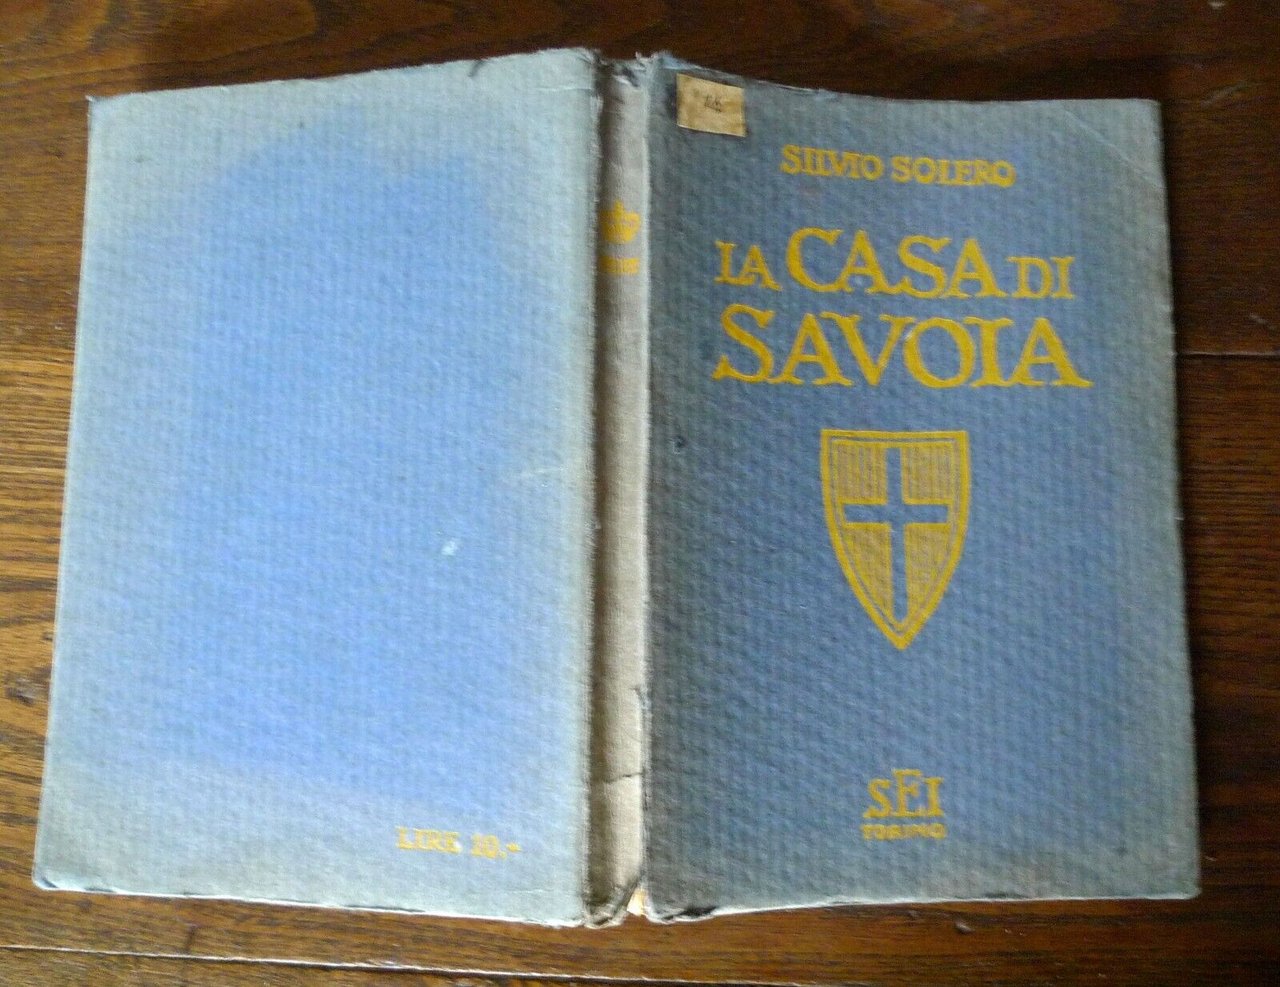 SILVIO SOLERO
LA CASA DI
SAVOIA
SEI
TORINO
LIRE 10.-